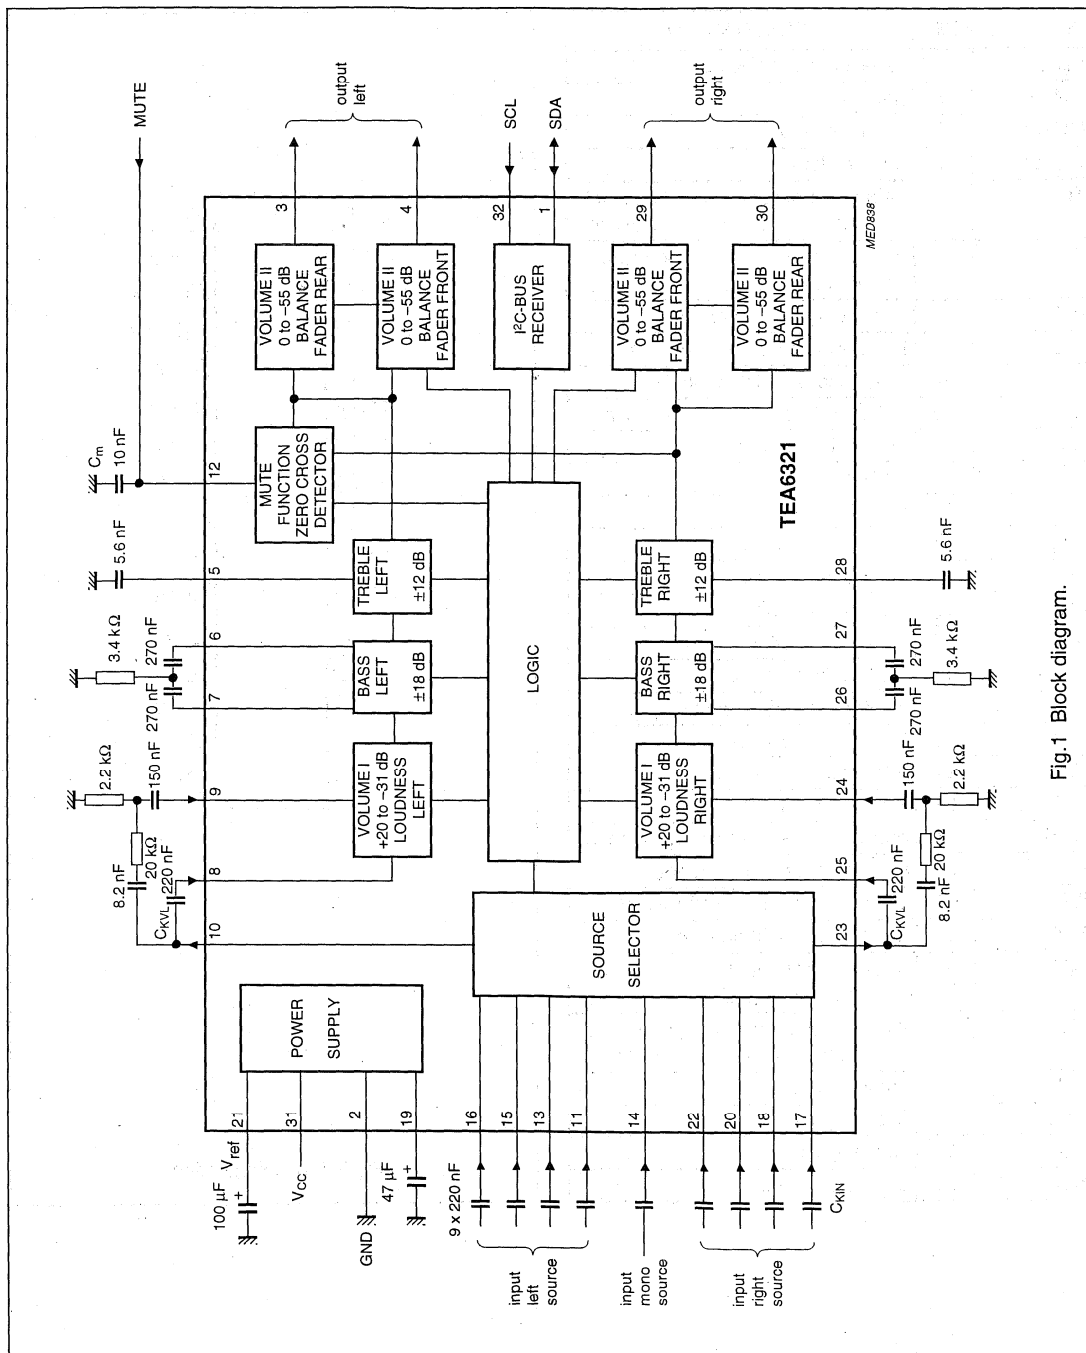 MUTE
output
left
SCL
SDA
output
right
C_m
10 nF
5.6 nF
3.4 kΩ
270 nF
270 nF
2.2 kΩ
150 nF
20 kΩ
8.2 nF
220 nF
C_KVL
12
5
6
7
9
8
10
3
4
32
1
29
30
MED838
VOLUME II
0 to −55 dB
BALANCE
FADER REAR
VOLUME II
0 to −55 dB
BALANCE
FADER FRONT
I²C-BUS
RECEIVER
VOLUME II
0 to −55 dB
BALANCE
FADER FRONT
VOLUME II
0 to −55 dB
BALANCE
FADER REAR
MUTE
FUNCTION
ZERO CROSS
DETECTOR
TREBLE
LEFT
±12 dB
BASS
LEFT
±18 dB
VOLUME I
+20 to −31 dB
LOUDNESS
LEFT
LOGIC
TREBLE
RIGHT
±12 dB
BASS
RIGHT
±18 dB
VOLUME I
+20 to −31 dB
LOUDNESS
RIGHT
TEA6321
SOURCE
SELECTOR
POWER
SUPPLY
28
5.6 nF
27
26
270 nF
270 nF
3.4 kΩ
24
150 nF
2.2 kΩ
25
20 kΩ
220 nF
8.2 nF
C_KVL
23
21
V_ref
100 µF
+
31
V_CC
2
GND
19
47 µF
+
16
15
13
11
14
22
20
18
17
9 x 220 nF
C_KIN
input
left
source
input
mono
source
input
right
source
Fig.1 Block diagram.